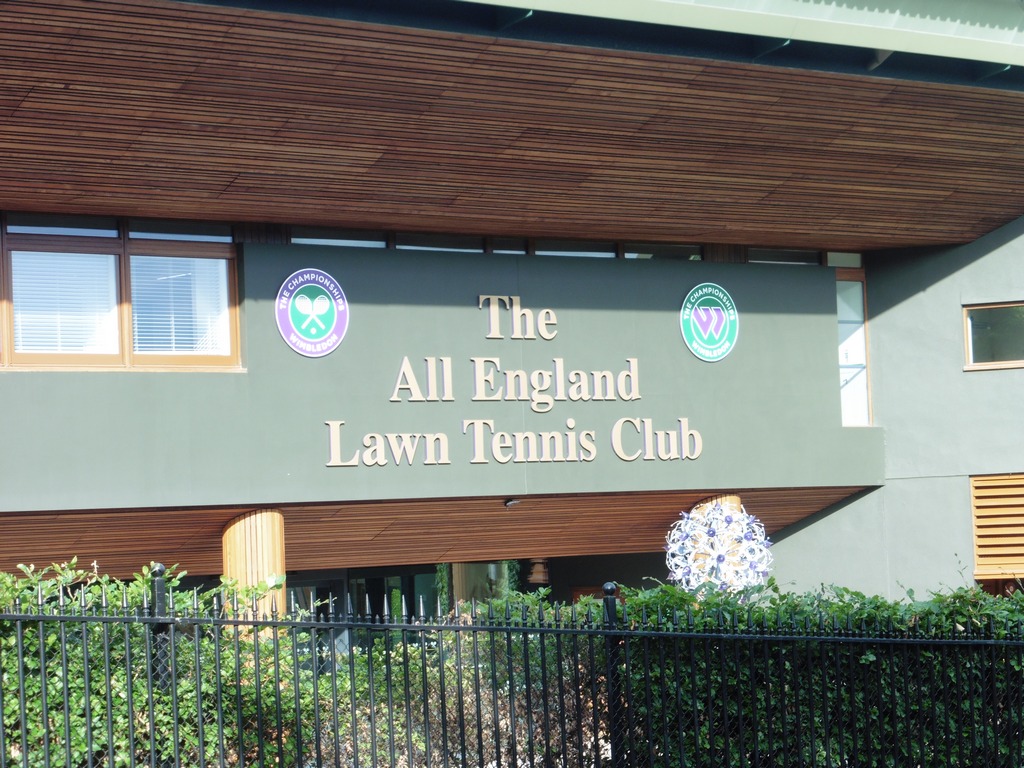 THE CHAMPIONSHIPS
WIMBLEDON
The
All England
Lawn Tennis Club
THE CHAMPIONSHIPS
W
WIMBLEDON